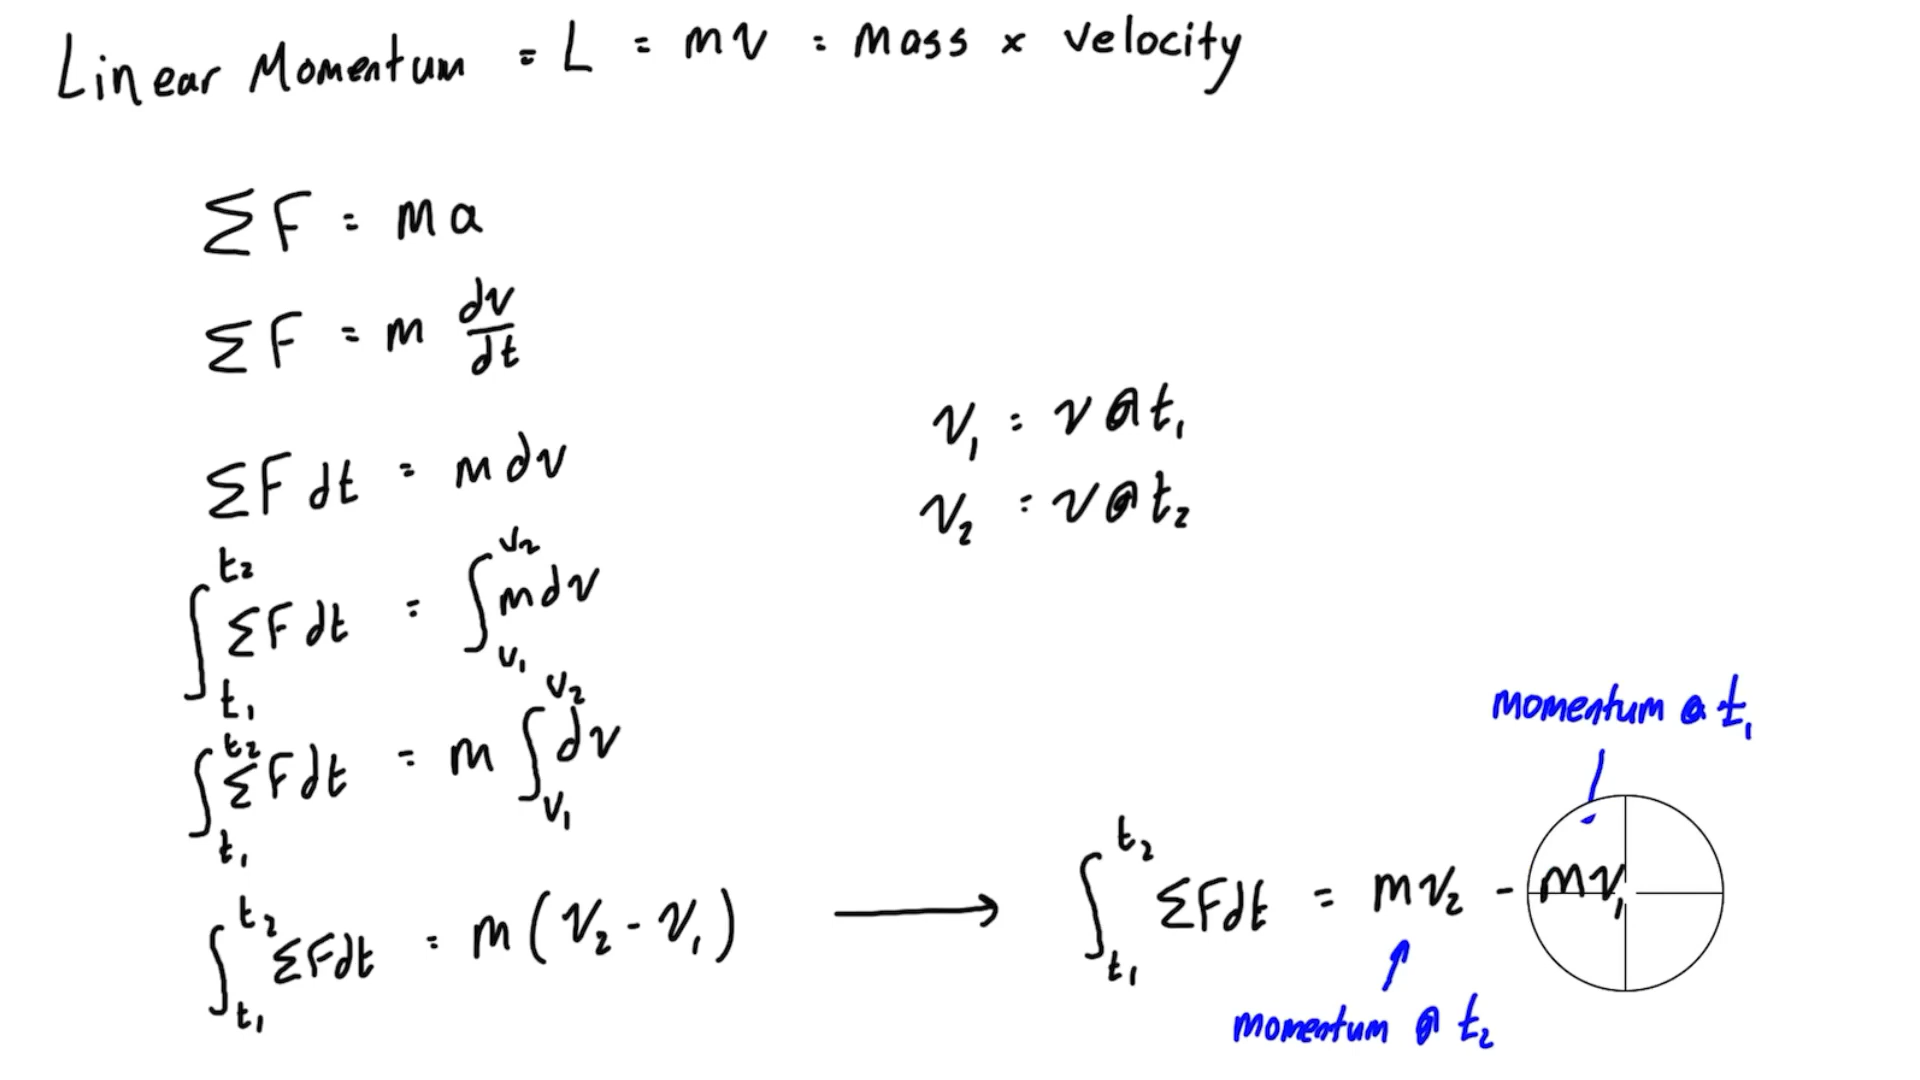 Linear Momentum = L = mv = mass x velocity
ΣF = ma
ΣF = m dv/dt
v₁ = v @ t₁
ΣF dt = m dv
v₂ = v @ t₂
∫_{t₁}^{t₂} ΣF dt = ∫_{v₁}^{v₂} m dv
momentum @ t₁
∫_{t₁}^{t₂} ΣF dt = m ∫_{v₁}^{v₂} dv
∫_{t₁}^{t₂} ΣF dt = m(v₂ - v₁) → ∫_{t₁}^{t₂} ΣF dt = mv₂ - mv₁
momentum @ t₂